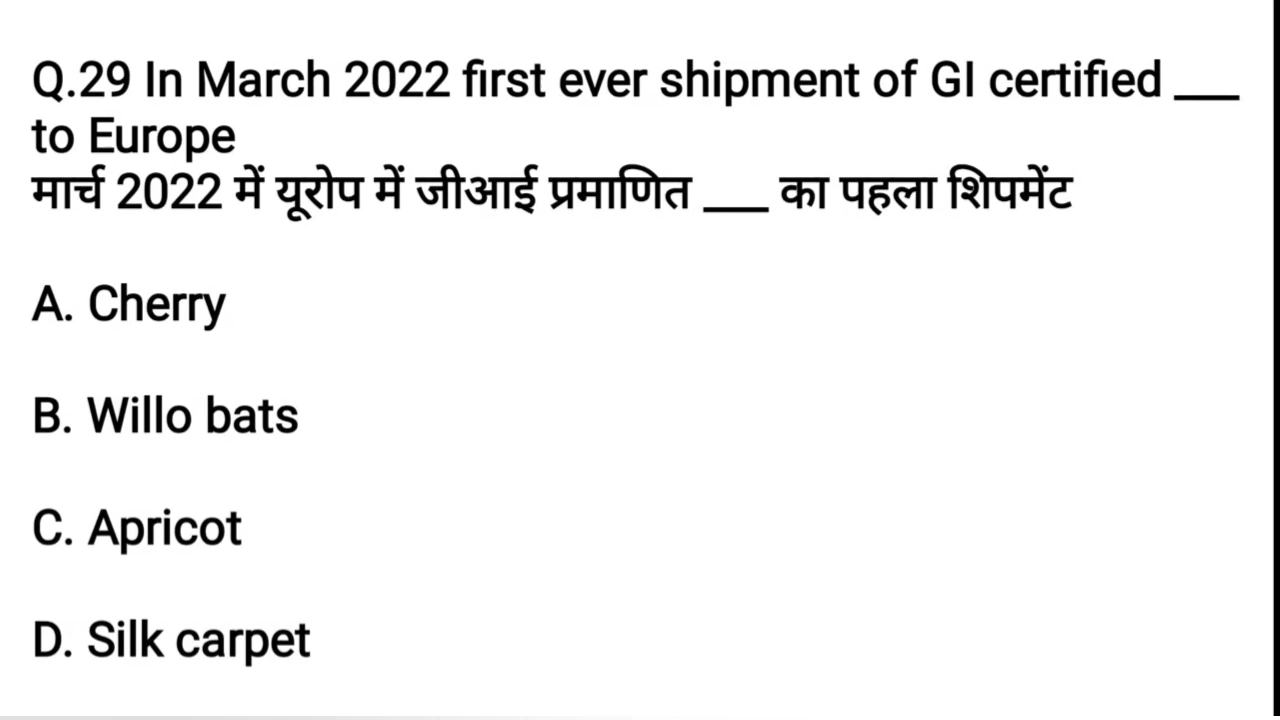 Q.29 In March 2022 first ever shipment of GI certified ___
to Europe
मार्च 2022 में यूरोप में जीआई प्रमाणित ___ का पहला शिपमेंट
A. Cherry
B. Willo bats
C. Apricot
D. Silk carpet